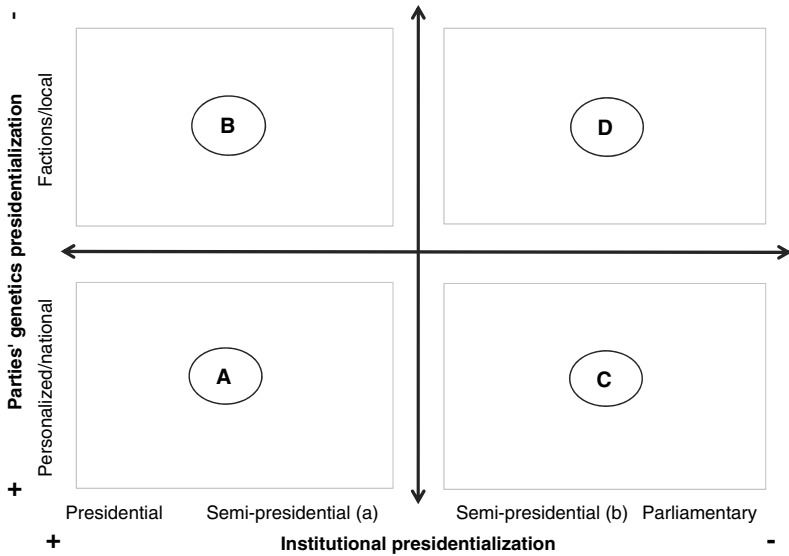 -
Parties' genetics presidentialization
Factions/local
Personalized/national
+
B
D
A
C
Presidential
Semi-presidential (a)
Semi-presidential (b)
Parliamentary
+
Institutional presidentialization
-